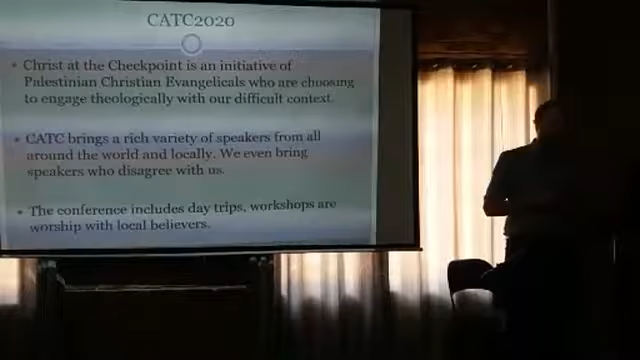 CATC2020
• Christ at the Checkpoint is an initiative of
Palestinian Christian Evangelicals who are choosing
to engage theologically with our difficult context.
• CATC brings a rich variety of speakers from all
around the world and locally. We even bring
speakers who disagree with us.
• The conference includes day trips, workshops are
worship with local believers.